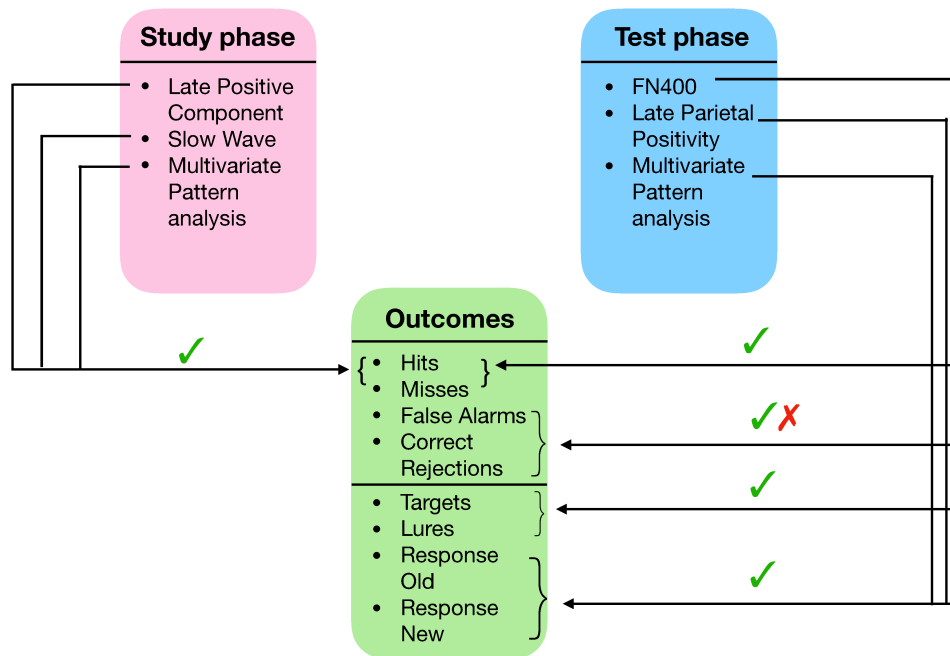 Study phase
• Late Positive
Component
• Slow Wave
• Multivariate
Pattern
analysis
Test phase
• FN400
• Late Parietal
Positivity
• Multivariate
Pattern
analysis
Outcomes
• Hits
• Misses
• False Alarms
• Correct
Rejections
• Targets
• Lures
• Response
Old
• Response
New